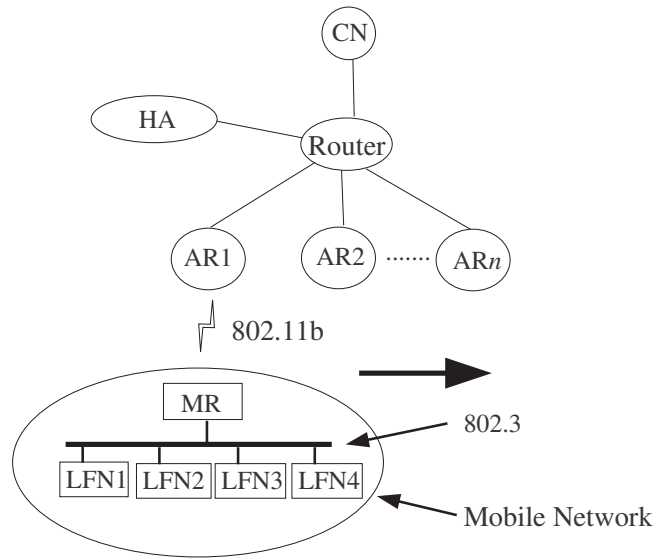 CN
HA
Router
AR1
AR2
.......
ARn
802.11b
MR
802.3
LFN1
LFN2
LFN3
LFN4
Mobile Network